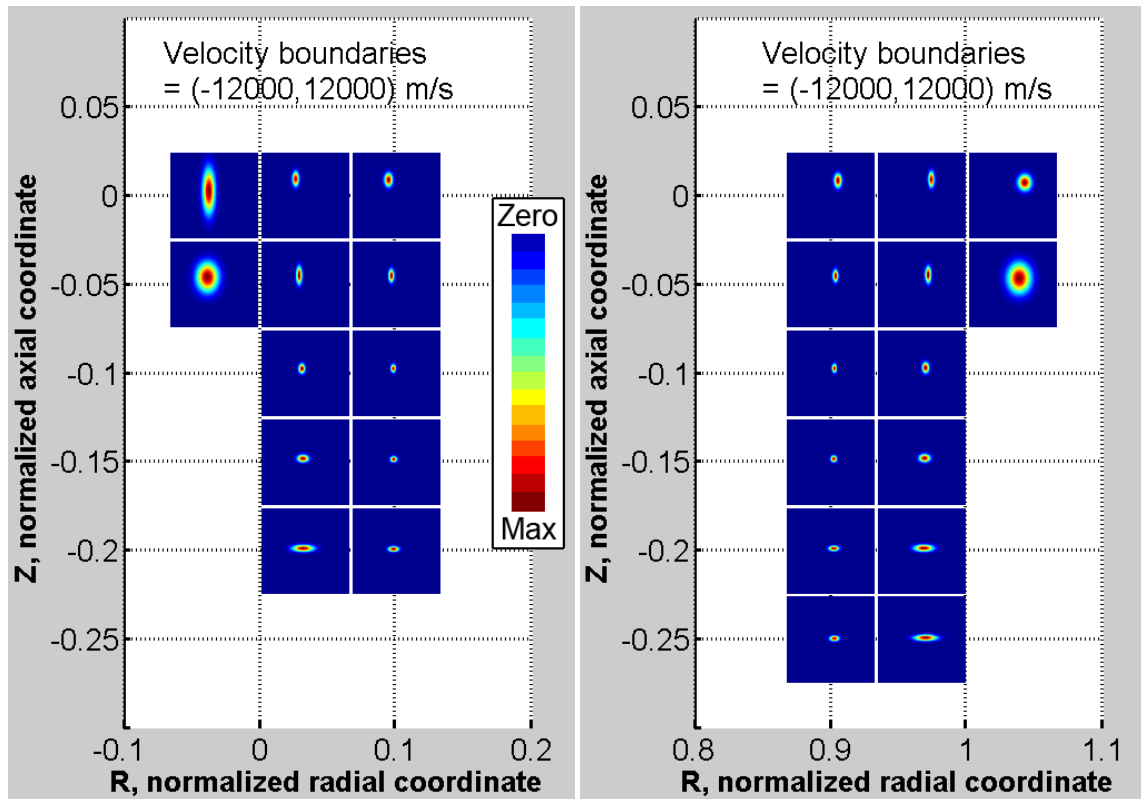 Velocity boundaries
= (-12000,12000) m/s
0.05
0
-0.05
-0.1
-0.15
-0.2
-0.25
Z, normalized axial coordinate
-0.1
0
0.1
0.2
R, normalized radial coordinate
Zero
Max
Velocity boundaries
= (-12000,12000) m/s
0.05
0
-0.05
-0.1
-0.15
-0.2
-0.25
Z, normalized axial coordinate
0.8
0.9
1
1.1
R, normalized radial coordinate